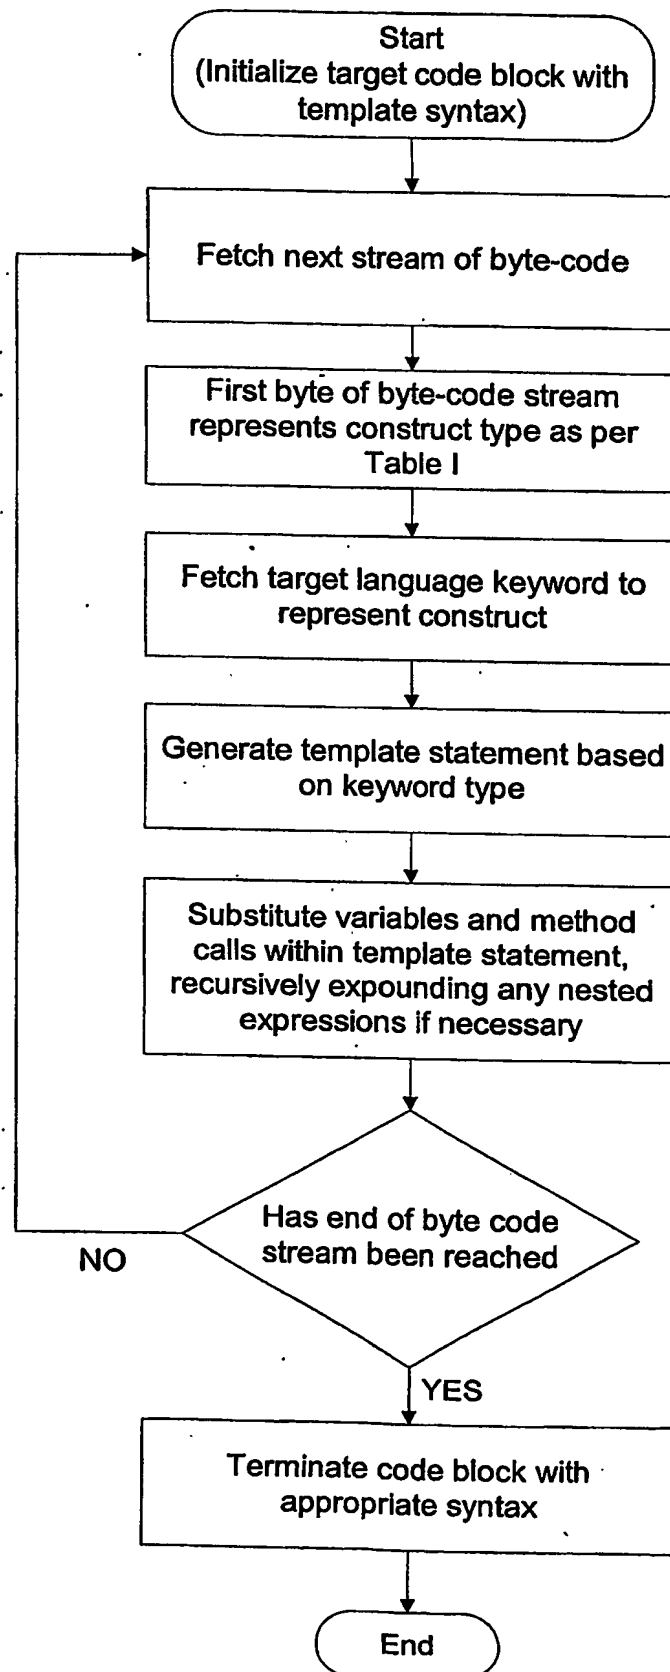 Start
(Initialize target code block with
template syntax)
Fetch next stream of byte-code
First byte of byte-code stream
represents construct type as per
Table I
Fetch target language keyword to
represent construct
Generate template statement based
on keyword type
Substitute variables and method
calls within template statement,
recursively expounding any nested
expressions if necessary
Has end of byte code
stream been reached
NO
YES
Terminate code block with
appropriate syntax
End